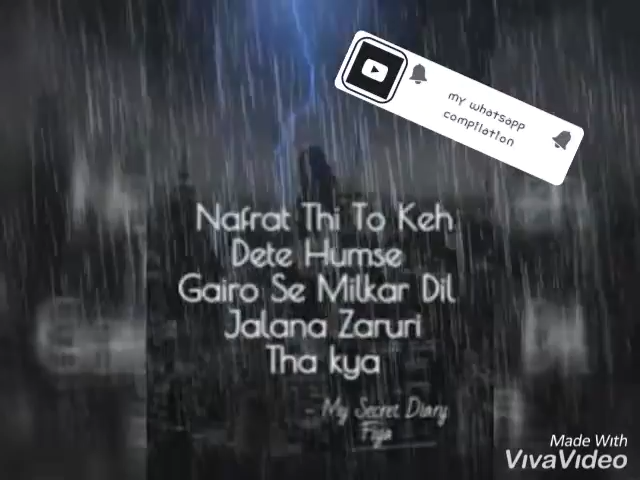 my whatsapp
compilation
Nafrat Thi To Keh
Dete Humse
Gairo Se Milkar Dil
Jalana Zaruri
Tha kya
- My Secret Diary
Made With
VivaVideo